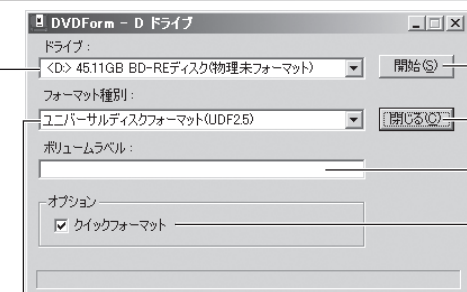 DVDForm - D ドライブ
ドライブ:
<D:> 45.11GB BD-REディスク(物理未フォーマット)
開始(S)
フォーマット種別:
ユニバーサルディスクフォーマット(UDF2.5)
閉じる(C)
ボリュームラベル:
オプション
クイックフォーマット